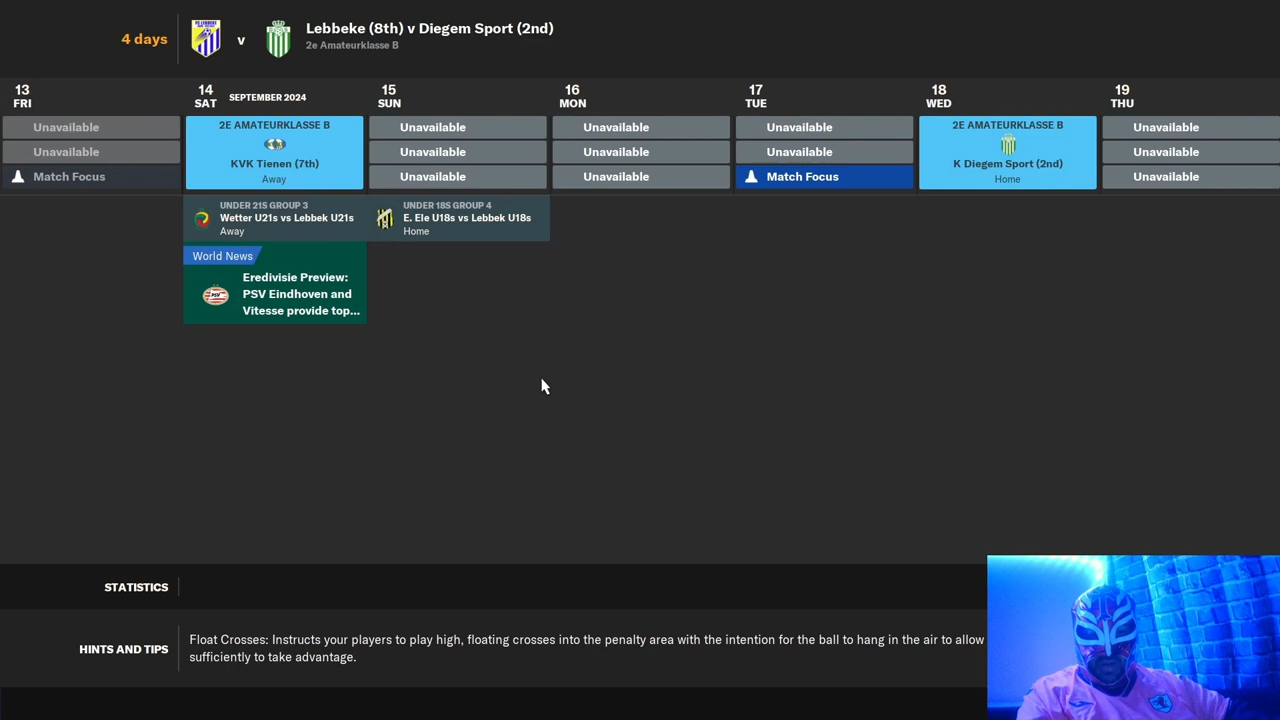 4 days
v
Lebbeke (8th) v Diegem Sport (2nd)
2e Amateurklasse B
13
FRI
14
SAT
SEPTEMBER 2024
15
SUN
16
MON
17
TUE
18
WED
19
THU
Unavailable
Unavailable
Match Focus
2E AMATEURKLASSE B
KVK Tienen (7th)
Away
Unavailable
Unavailable
Unavailable
Unavailable
Unavailable
Unavailable
Unavailable
Unavailable
Match Focus
2E AMATEURKLASSE B
K Diegem Sport (2nd)
Home
Unavailable
Unavailable
Unavailable
UNDER 21S GROUP 3
Wetter U21s vs Lebbek U21s
Away
UNDER 18S GROUP 4
E. Ele U18s vs Lebbek U18s
Home
World News
Eredivisie Preview:
PSV Eindhoven and
Vitesse provide top...
STATISTICS
HINTS AND TIPS
Float Crosses: Instructs your players to play high, floating crosses into the penalty area with the intention for the ball to hang in the air to allow
sufficiently to take advantage.